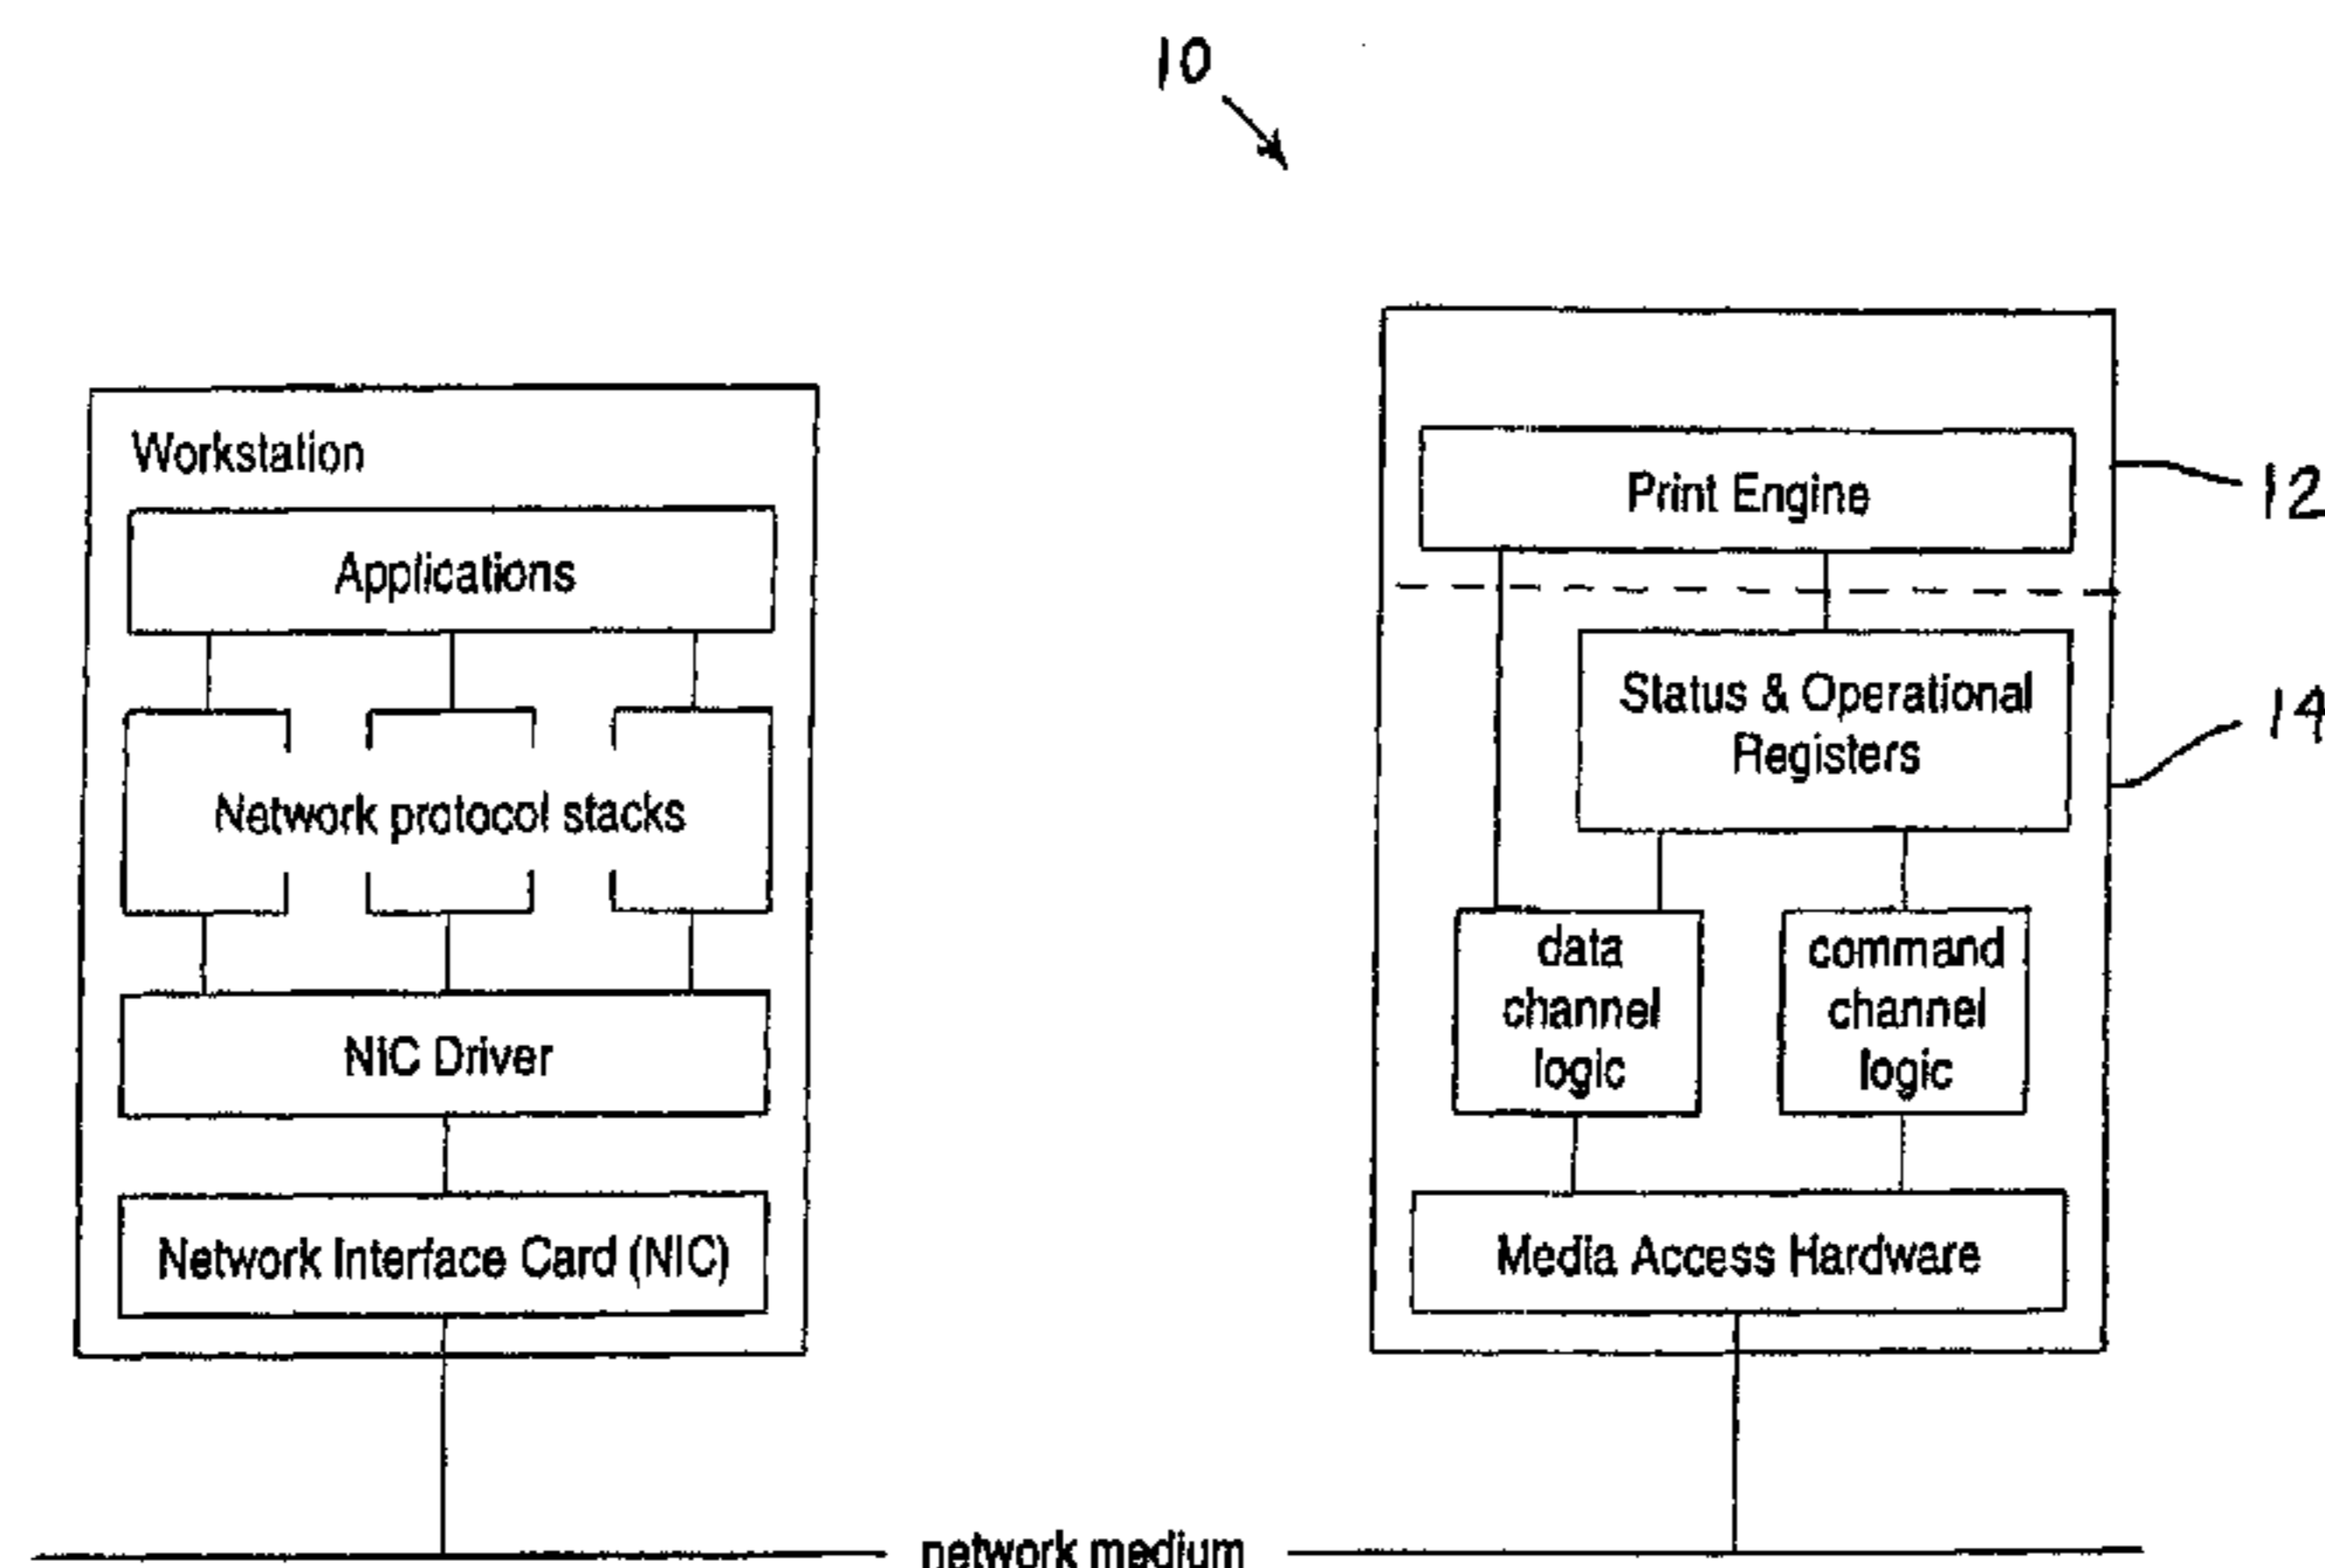 10
Workstation
Applications
Network protocol stacks
NIC Driver
Network Interface Card (NIC)
Print Engine
12
Status & Operational
Registers
14
data
channel
logic
command
channel
logic
Media Access Hardware
network medium